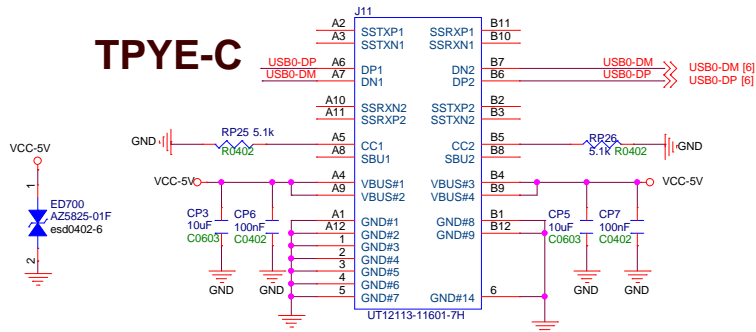 J11
TPYE-C
A2 SSTXP1 SSRXP1 B11
A3 SSTXN1 SSRXN1 B10
USB0-DP A6 DP1 DN2 B7 USB0-DM USB0-DM [6]
USB0-DM A7 DN1 DP2 B6 USB0-DP USB0-DP [6]
A10 SSRXN2 SSTXP2 B2
A11 SSRXP2 SSTXN2 B3
GND RP25 5.1k R0402 A5 CC1 CC2 B5 RP26 5.1k R0402 GND
A8 SBU1 SBU2 B8
VCC-5V A4 VBUS#1 VBUS#3 B4 VCC-5V
A9 VBUS#2 VBUS#4 B9
VCC-5V
1
ED700
AZ5825-01F
esd0402-6
2
CP3
10uF
C0603
GND
CP6
100nF
C0402
GND
A1 GND#1 GND#8 B1
A12 GND#2 GND#9 B12
1 GND#3
2 GND#4
3 GND#5
4 GND#6
5 GND#7 GND#14 6
CP5
10uF
C0603
GND
CP7
100nF
C0402
GND
UT12113-11601-7H